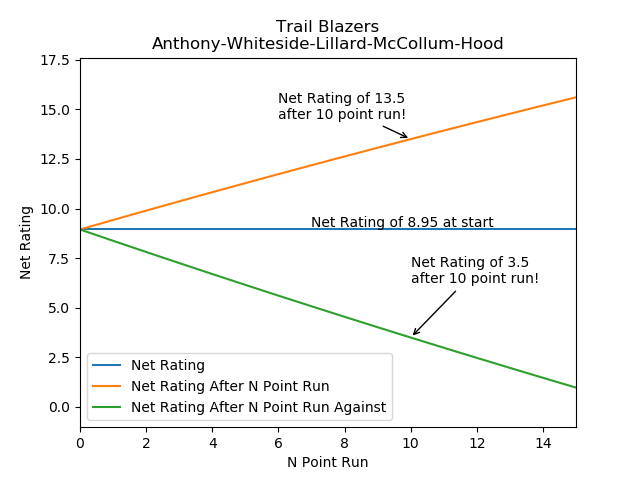 Trail Blazers
Anthony-Whiteside-Lillard-McCollum-Hood
17.5
15.0
12.5
10.0
7.5
5.0
2.5
0.0
Net Rating
Net Rating of 13.5
after 10 point run!
Net Rating of 8.95 at start
Net Rating of 3.5
after 10 point run!
Net Rating
Net Rating After N Point Run
Net Rating After N Point Run Against
0 2 4 6 8 10 12 14
N Point Run